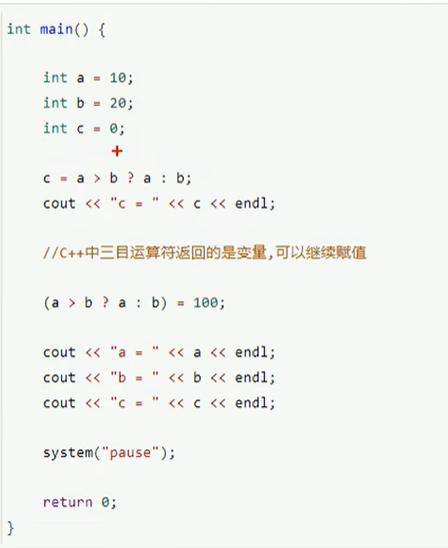 int main() {
int a = 10;
int b = 20;
int c = 0;
c = a > b ? a : b;
cout << "c = " << c << endl;
//C++中三目运算符返回的是变量,可以继续赋值
(a > b ? a : b) = 100;
cout << "a = " << a << endl;
cout << "b = " << b << endl;
cout << "c = " << c << endl;
system("pause");
return 0;
}